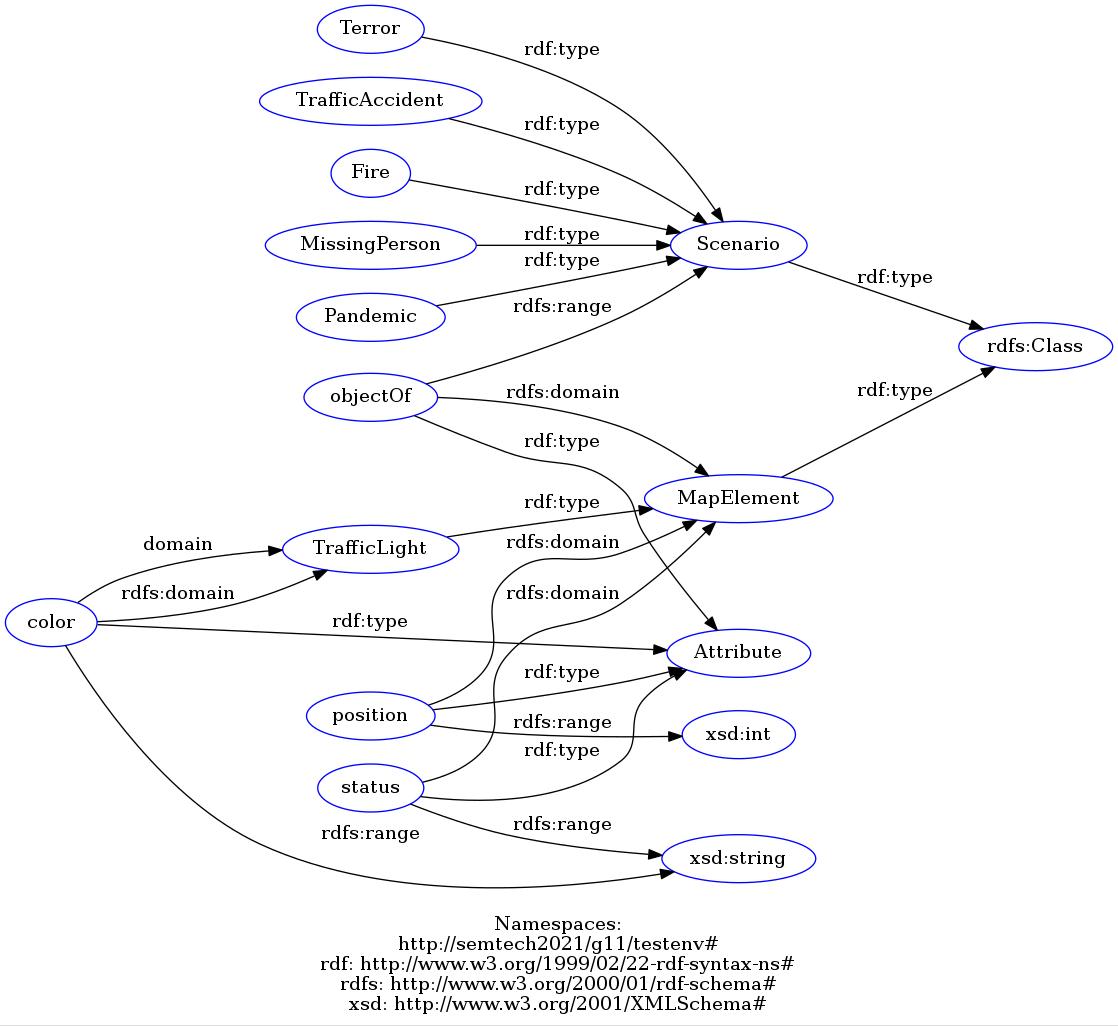 Terror
rdf:type
TrafficAccident
rdf:type
Fire
rdf:type
MissingPerson
rdf:type
Scenario
rdf:type
Pandemic
rdfs:range
rdf:type
rdfs:Class
objectOf
rdfs:domain
rdf:type
rdf:type
MapElement
rdf:type
TrafficLight
domain
rdfs:domain
rdfs:domain
rdfs:domain
color
rdf:type
Attribute
rdf:type
position
rdfs:range
xsd:int
rdf:type
status
rdfs:range
rdfs:range
xsd:string
Namespaces:
http://semtech2021/g11/testenv#
rdf: http://www.w3.org/1999/02/22-rdf-syntax-ns#
rdfs: http://www.w3.org/2000/01/rdf-schema#
xsd: http://www.w3.org/2001/XMLSchema#